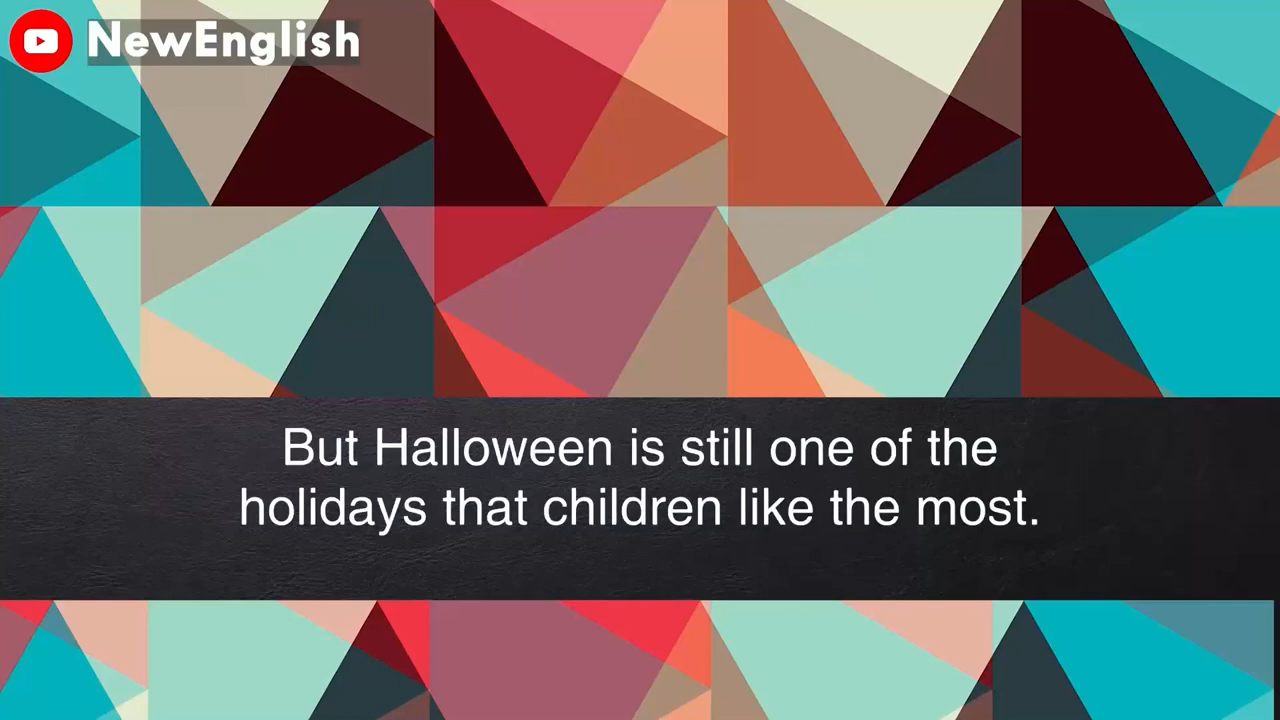 NewEnglish
But Halloween is still one of the
holidays that children like the most.